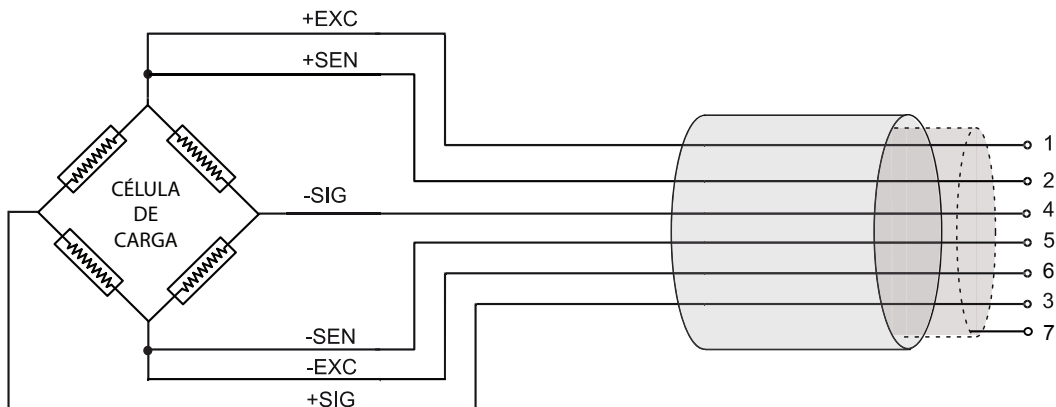 +EXC
+SEN
CÉLULA
DE
CARGA
-SIG
-SEN
-EXC
+SIG
1
2
4
5
6
3
7